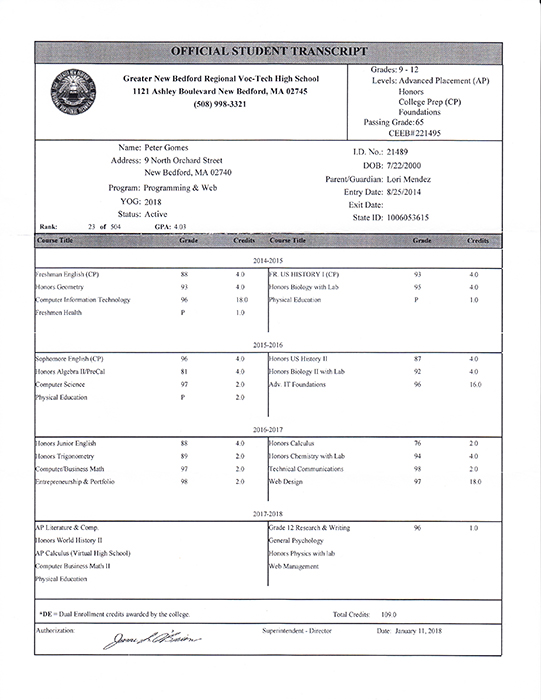 OFFICIAL STUDENT TRANSCRIPT
Greater New Bedford Regional Voc-Tech High School
1121 Ashley Boulevard New Bedford, MA 02745
(508) 998-3321
Grades: 9 - 12
Levels: Advanced Placement (AP)
Honors
College Prep (CP)
Foundations
Passing Grade: 65
CEEB#221495
Name: Peter Gomes
Address: 9 North Orchard Street
New Bedford, MA 02740
Program: Programming & Web
YOG: 2018
Status: Active
Rank: 23 of 504 GPA: 4.03
I.D. No.: 21489
DOB: 7/22/2000
Parent/Guardian: Lori Mendez
Entry Date: 8/25/2014
Exit Date:
State ID: 1006053615
Course Title Grade Credits Course Title Grade Credits
2014-2015
Freshman English (CP) 88 4.0 FR. US HISTORY I (CP) 93 4.0
Honors Geometry 93 4.0 Honors Biology with Lab 95 4.0
Computer Information Technology 96 18.0 Physical Education P 1.0
Freshmen Health P 1.0
2015-2016
Sophomore English (CP) 96 4.0 Honors US History II 87 4.0
Honors Algebra II/PreCal 81 4.0 Honors Biology II with Lab 92 4.0
Computer Science 97 2.0 Adv. IT Foundations 96 16.0
Physical Education P 2.0
2016-2017
Honors Junior English 88 4.0 Honors Calculus 76 2.0
Honors Trigonometry 89 2.0 Honors Chemistry with Lab 94 4.0
Computer/Business Math 97 2.0 Technical Communications 98 2.0
Entrepreneurship & Portfolio 98 2.0 Web Design 97 18.0
2017-2018
AP Literature & Comp. Grade 12 Research & Writing 96 1.0
Honors World History II General Psychology
AP Calculus (Virtual High School) Honors Physics with lab
Computer Business Math II Web Management
Physical Education
*DE = Dual Enrollment credits awarded by the college. Total Credits: 109.0
Authorization: Superintendent - Director Date: January 11, 2018